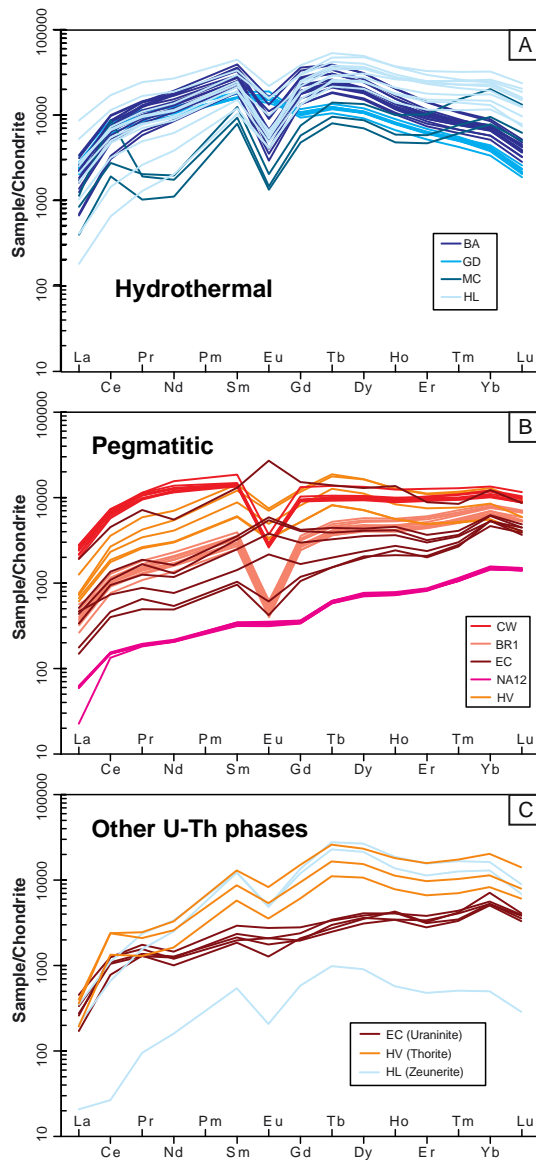 A
100000
10000
1000
100
10
Sample/Chondrite
BA
GD
MC
HL
Hydrothermal
La Pr Pm Eu Tb Ho Tm Lu
Ce Nd Sm Gd Dy Er Yb
B
100000
10000
1000
100
10
Sample/Chondrite
Pegmatitic
CW
BR1
EC
NA12
HV
La Pr Pm Eu Tb Ho Tm Lu
Ce Nd Sm Gd Dy Er Yb
C
100000
10000
1000
100
10
Sample/Chondrite
Other U-Th phases
EC (Uraninite)
HV (Thorite)
HL (Zeunerite)
La Pr Pm Eu Tb Ho Tm Lu
Ce Nd Sm Gd Dy Er Yb